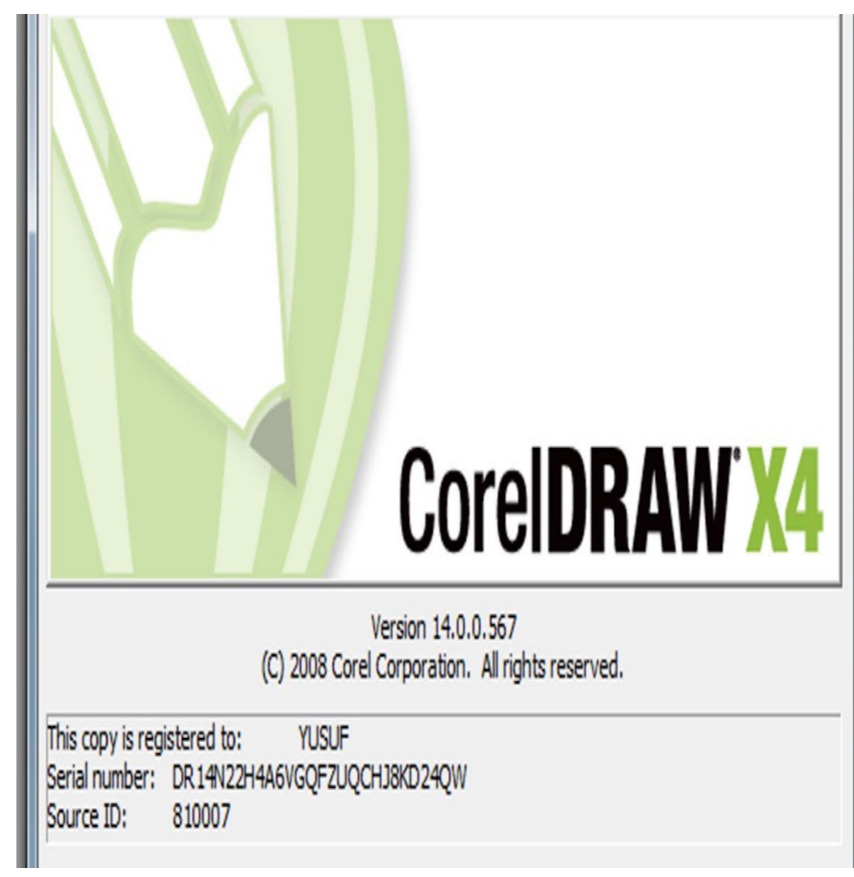 CorelDRAW® X4
Version 14.0.0.567
(C) 2008 Corel Corporation. All rights reserved.
This copy is registered to: YUSUF
Serial number: DR14N22H4A6VGQFZUQCHJ8KD24QW
Source ID: 810007